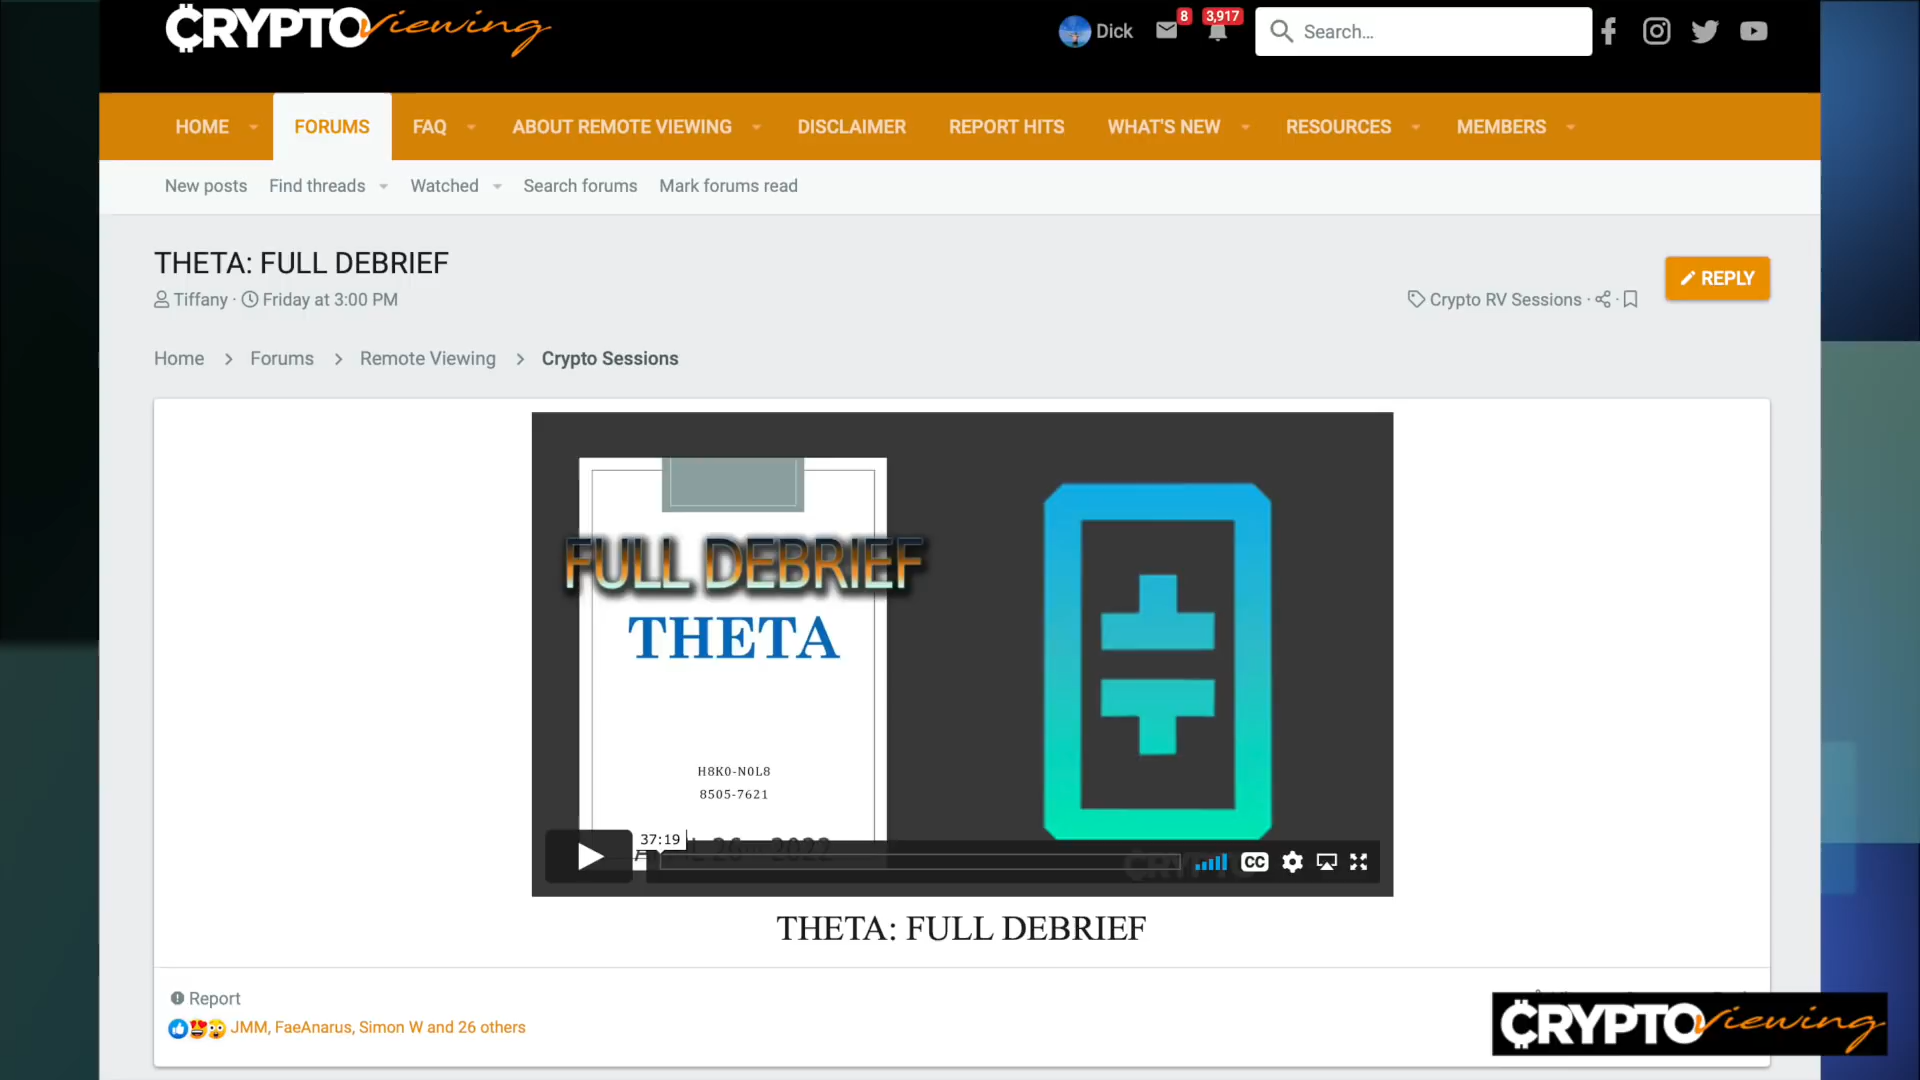 CRYPTOviewing
Dick 8 3,917 Search...
HOME FORUMS FAQ ABOUT REMOTE VIEWING DISCLAIMER REPORT HITS WHAT'S NEW RESOURCES MEMBERS
New posts Find threads Watched Search forums Mark forums read
THETA: FULL DEBRIEF
REPLY
Tiffany · Friday at 3:00 PM
Crypto RV Sessions
Home > Forums > Remote Viewing > Crypto Sessions
FULL DEBRIEF
THETA
H8K0-N0L8
8505-7621
37:19
26 2022
CC
THETA: FULL DEBRIEF
Report
JMM, FaeAnarus, Simon W and 26 others
CRYPTOviewing